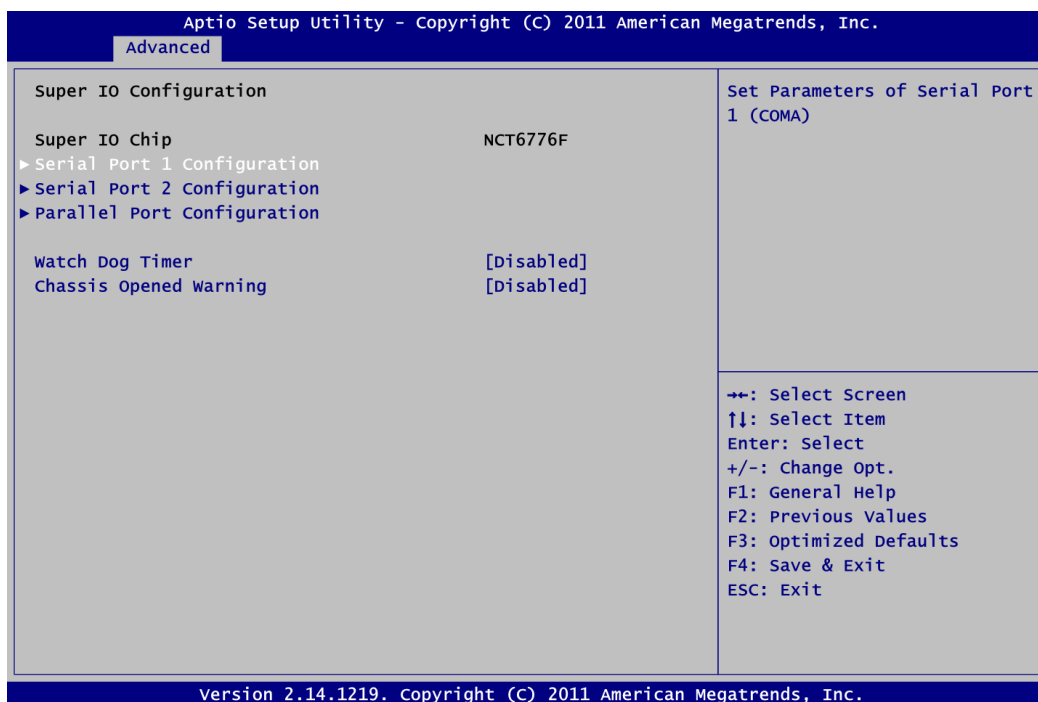 Aptio Setup Utility - Copyright (C) 2011 American Megatrends, Inc.
Advanced
Super IO Configuration
Super IO Chip NCT6776F
▶ Serial Port 1 Configuration
▶ Serial Port 2 Configuration
▶ Parallel Port Configuration
Watch Dog Timer [Disabled]
Chassis Opened Warning [Disabled]
Set Parameters of Serial Port
1 (COMA)
→←: Select Screen
↑↓: Select Item
Enter: Select
+/-: Change Opt.
F1: General Help
F2: Previous Values
F3: Optimized Defaults
F4: Save & Exit
ESC: Exit
Version 2.14.1219. Copyright (C) 2011 American Megatrends, Inc.